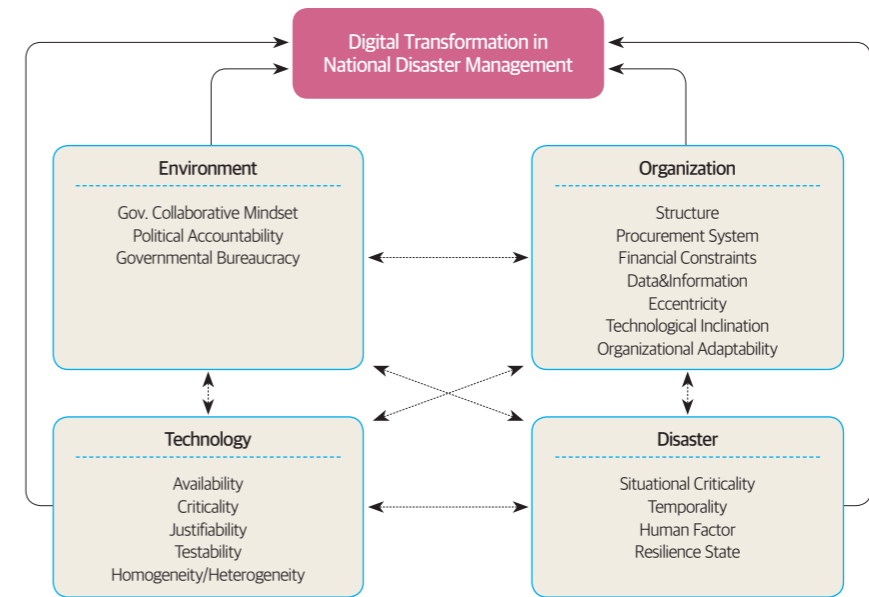 Digital Transformation in
National Disaster Management
Environment
Gov. Collaborative Mindset
Political Accountability
Governmental Bureaucracy
Organization
Structure
Procurement System
Financial Constraints
Data&Information
Eccentricity
Technological Inclination
Organizational Adaptability
Technology
Availability
Criticality
Justifiability
Testability
Homogeneity/Heterogeneity
Disaster
Situational Criticality
Temporality
Human Factor
Resilience State